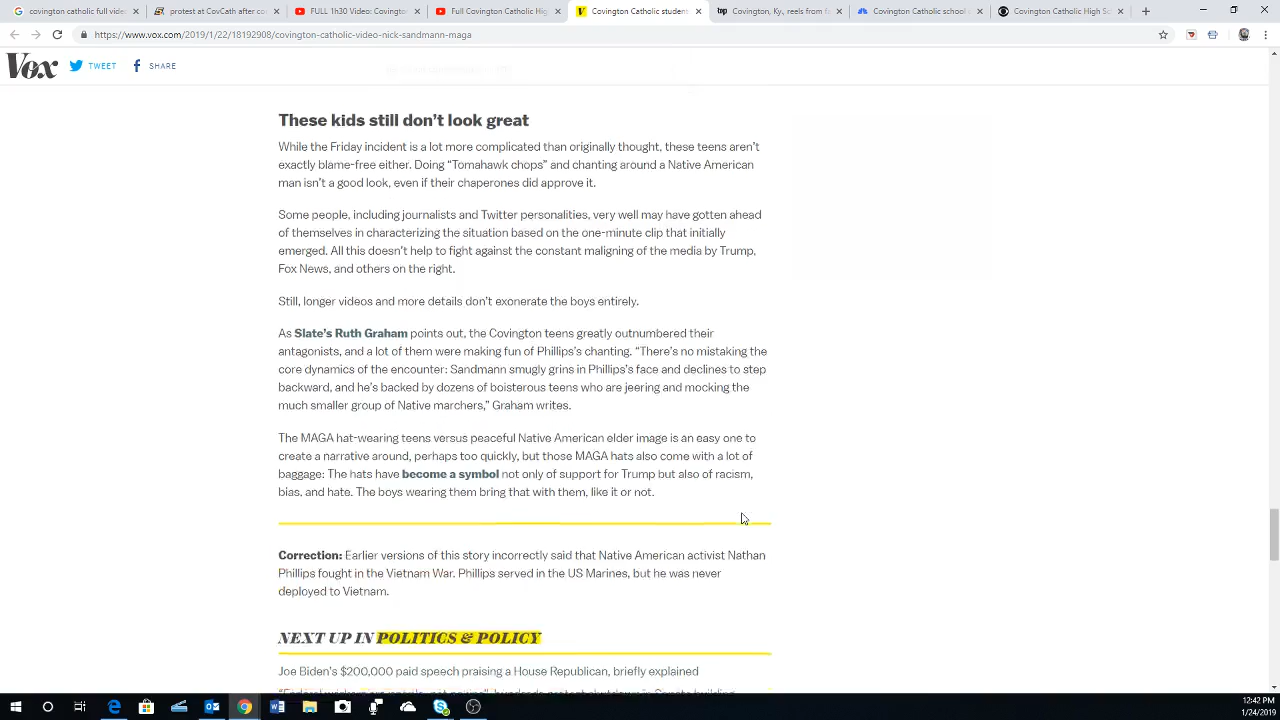 covington catholic full vide
protest at CovCath after co
FULL 1h30 Video: Covingto
Full Covington Catholic Hig
Covington Catholic student
Covington, Ky., reels from f
Covington Catholic school
Covington Catholic High Sc
https://www.vox.com/2019/1/22/18192908/covington-catholic-video-nick-sandmann-maga
Vox TWEET SHARE
These kids still don’t look great
While the Friday incident is a lot more complicated than originally thought, these teens aren’t
exactly blame-free either. Doing “Tomahawk chops” and chanting around a Native American
man isn’t a good look, even if their chaperones did approve it.
Some people, including journalists and Twitter personalities, very well may have gotten ahead
of themselves in characterizing the situation based on the one-minute clip that initially
emerged. All this doesn’t help to fight against the constant maligning of the media by Trump,
Fox News, and others on the right.
Still, longer videos and more details don’t exonerate the boys entirely.
As Slate’s Ruth Graham points out, the Covington teens greatly outnumbered their
antagonists, and a lot of them were making fun of Phillips’s chanting. “There’s no mistaking the
core dynamics of the encounter: Sandmann smugly grins in Phillips’s face and declines to step
backward, and he’s backed by dozens of boisterous teens who are jeering and mocking the
much smaller group of Native marchers,” Graham writes.
The MAGA hat-wearing teens versus peaceful Native American elder image is an easy one to
create a narrative around, perhaps too quickly, but those MAGA hats also come with a lot of
baggage: The hats have become a symbol not only of support for Trump but also of racism,
bias, and hate. The boys wearing them bring that with them, like it or not.
Correction: Earlier versions of this story incorrectly said that Native American activist Nathan
Phillips fought in the Vietnam War. Phillips served in the US Marines, but he was never
deployed to Vietnam.
NEXT UP IN POLITICS & POLICY
Joe Biden’s $200,000 paid speech praising a House Republican, briefly explained
12:42 PM
1/24/2019